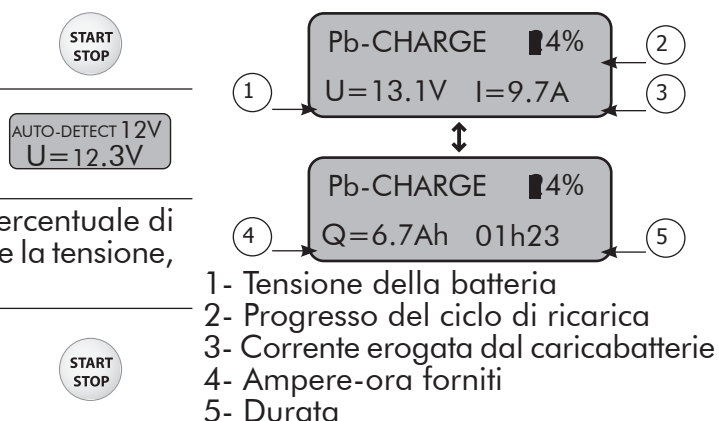 START
STOP
AUTO-DETECT 12V
U=12.3V
ercentuale di
e la tensione,
START
STOP
Pb-CHARGE 4%
U=13.1V I=9.7A
1
2
3
Pb-CHARGE 4%
Q=6.7Ah 01h23
4
5
1- Tensione della batteria
2- Progresso del ciclo di ricarica
3- Corrente erogata dal caricabatterie
4- Ampere-ora forniti
5- Durata